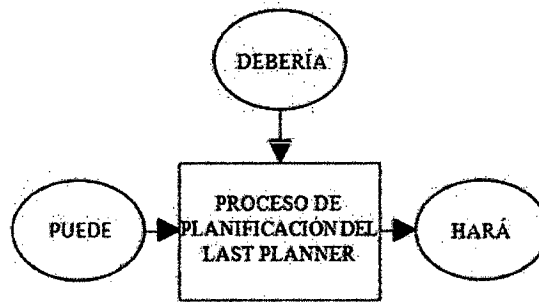 DEBERÍA
PUEDE
PROCESO DE
PLANIFICACIÓN DEL
LAST PLANNER
HARÁ